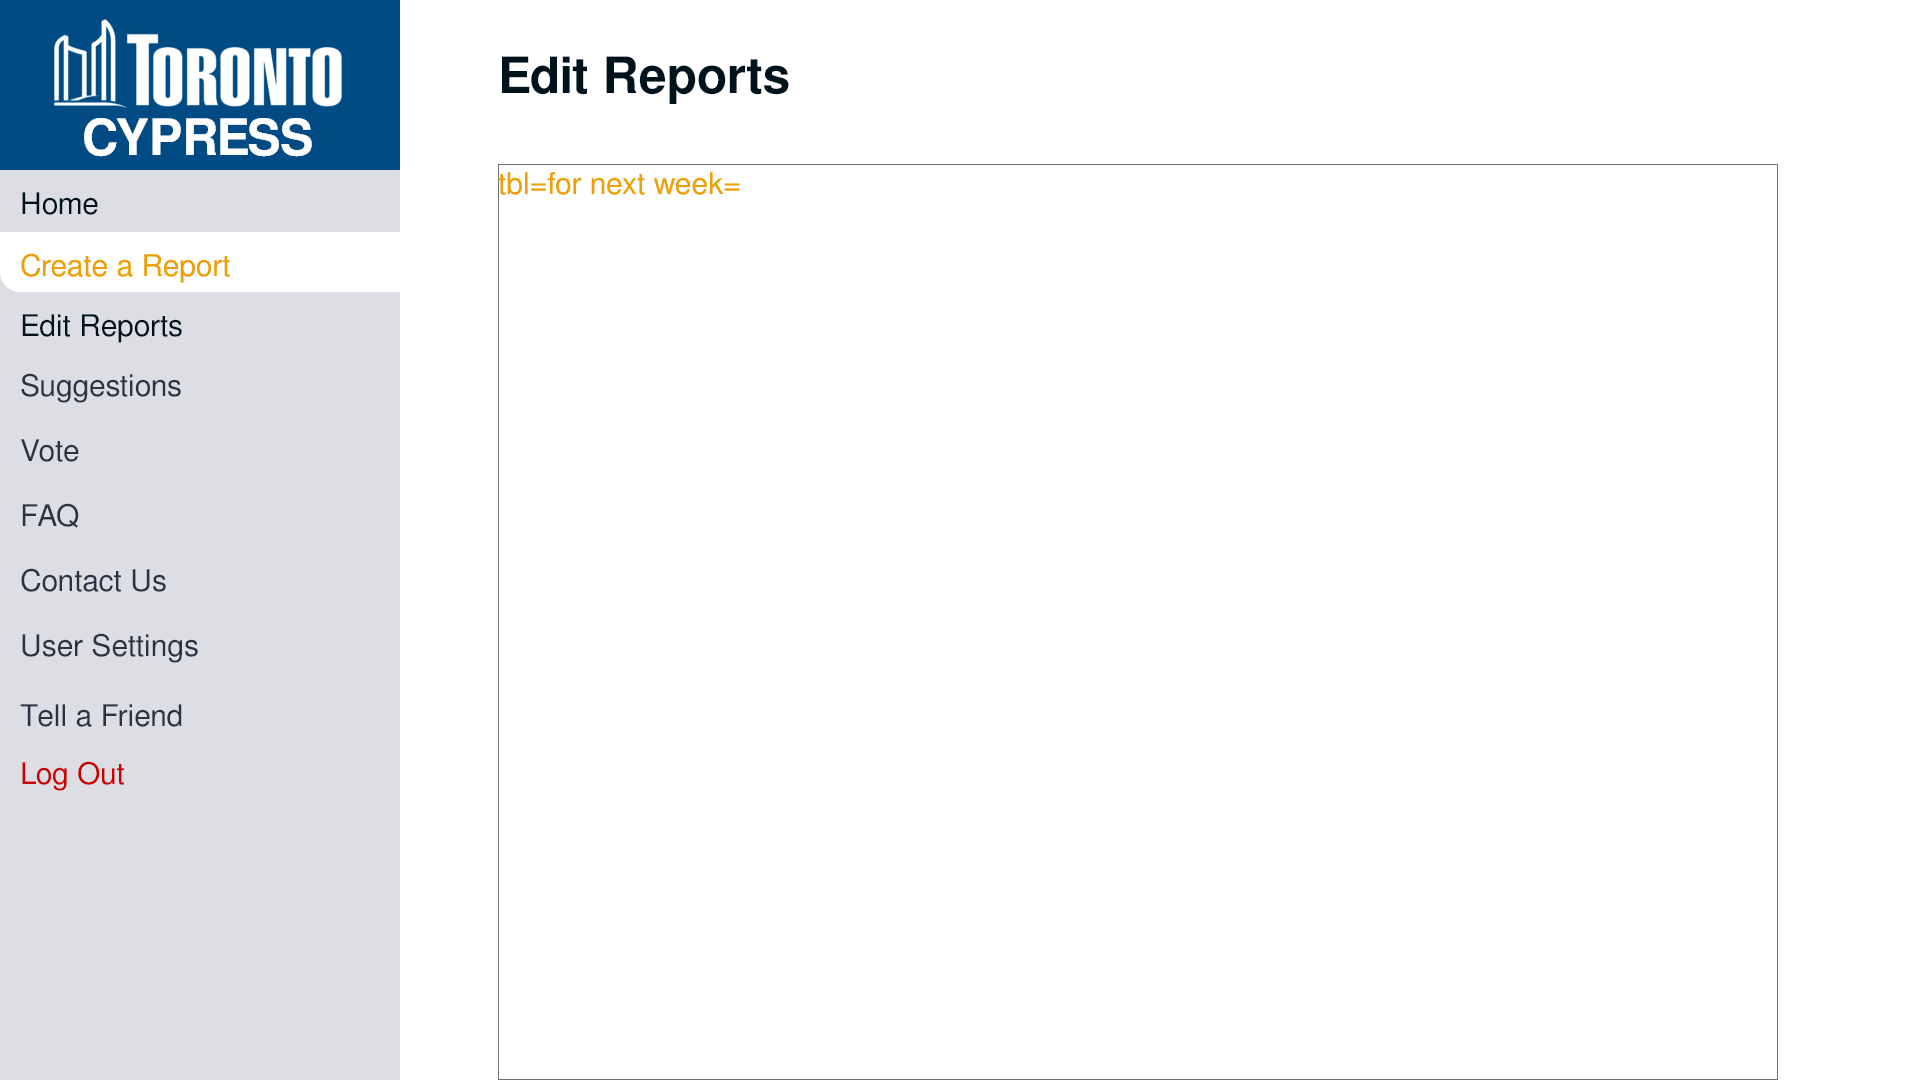 TORONTO
CYPRESS
Home
Create a Report
Edit Reports
Suggestions
Vote
FAQ
Contact Us
User Settings
Tell a Friend
Log Out
Edit Reports
tbl=for next week=